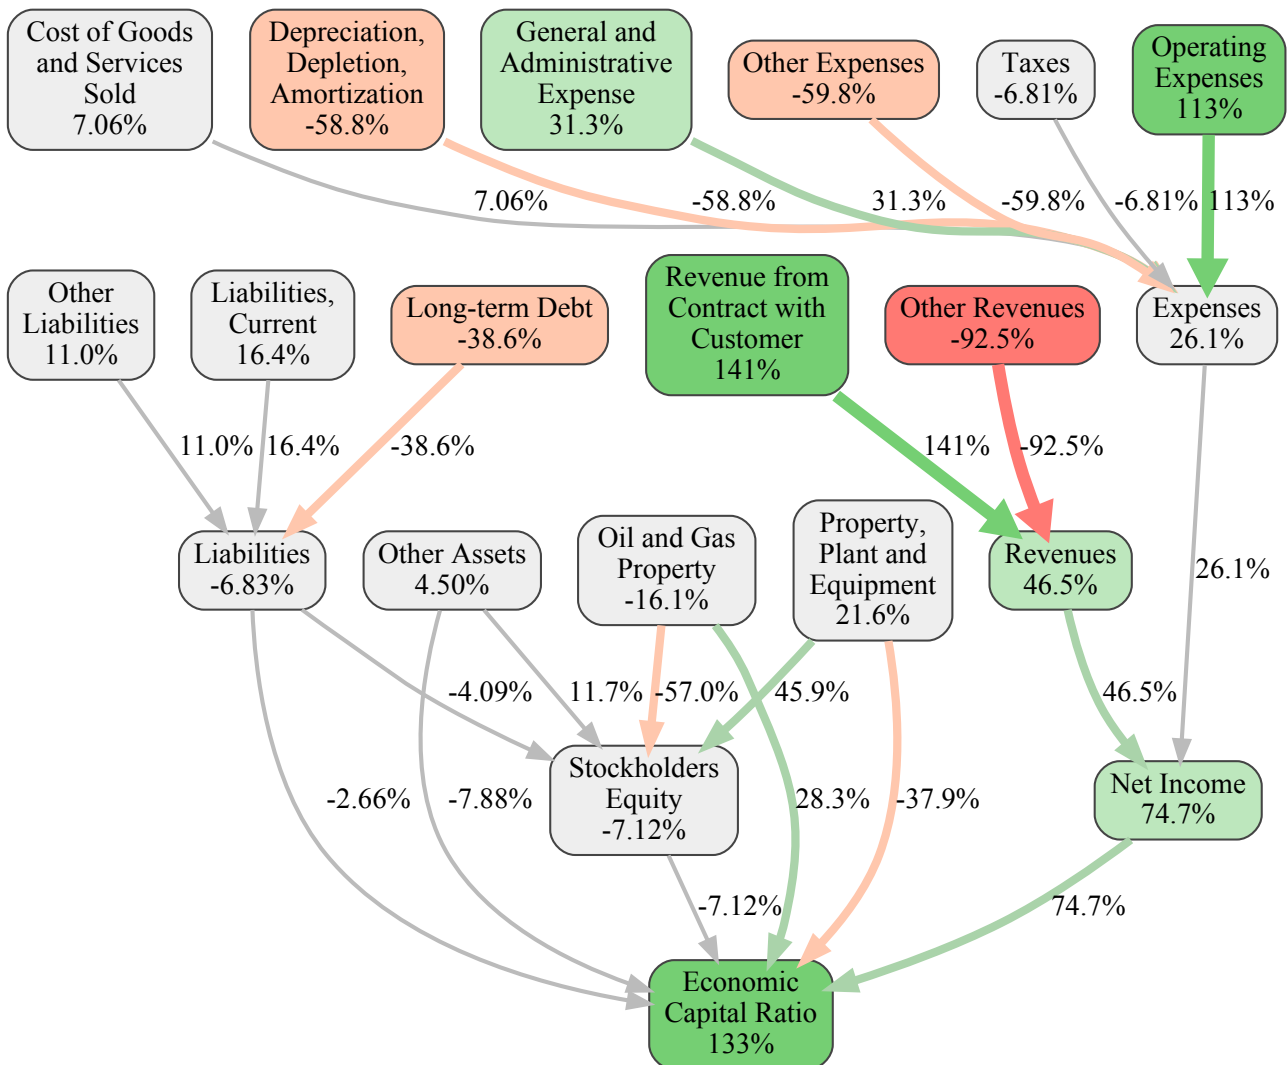 Cost of Goods
and Services
Sold
7.06%
Depreciation,
Depletion,
Amortization
-58.8%
General and
Administrative
Expense
31.3%
Other Expenses
-59.8%
Taxes
-6.81%
Operating
Expenses
113%
7.06%
-58.8%
31.3%
-59.8%
-6.81%
113%
Other
Liabilities
11.0%
Liabilities,
Current
16.4%
Long-term Debt
-38.6%
Revenue from
Contract with
Customer
141%
Other Revenues
-92.5%
Expenses
26.1%
11.0%
16.4%
-38.6%
141%
-92.5%
26.1%
Liabilities
-6.83%
Other Assets
4.50%
Oil and Gas
Property
-16.1%
Property,
Plant and
Equipment
21.6%
Revenues
46.5%
-4.09%
11.7%
-57.0%
45.9%
46.5%
Stockholders
Equity
-7.12%
Net Income
74.7%
-2.66%
-7.88%
28.3%
-37.9%
-7.12%
74.7%
Economic
Capital Ratio
133%